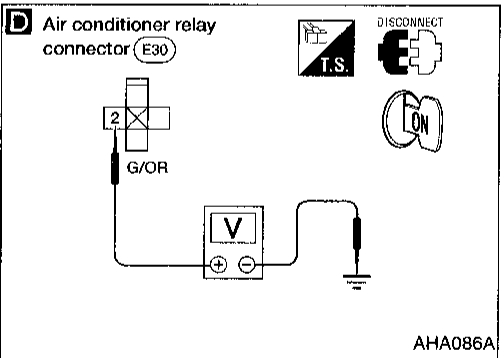 D Air conditioner relay
connector E30
DISCONNECT
T.S.
ON
2
G/OR
V
+ −
AHA086A